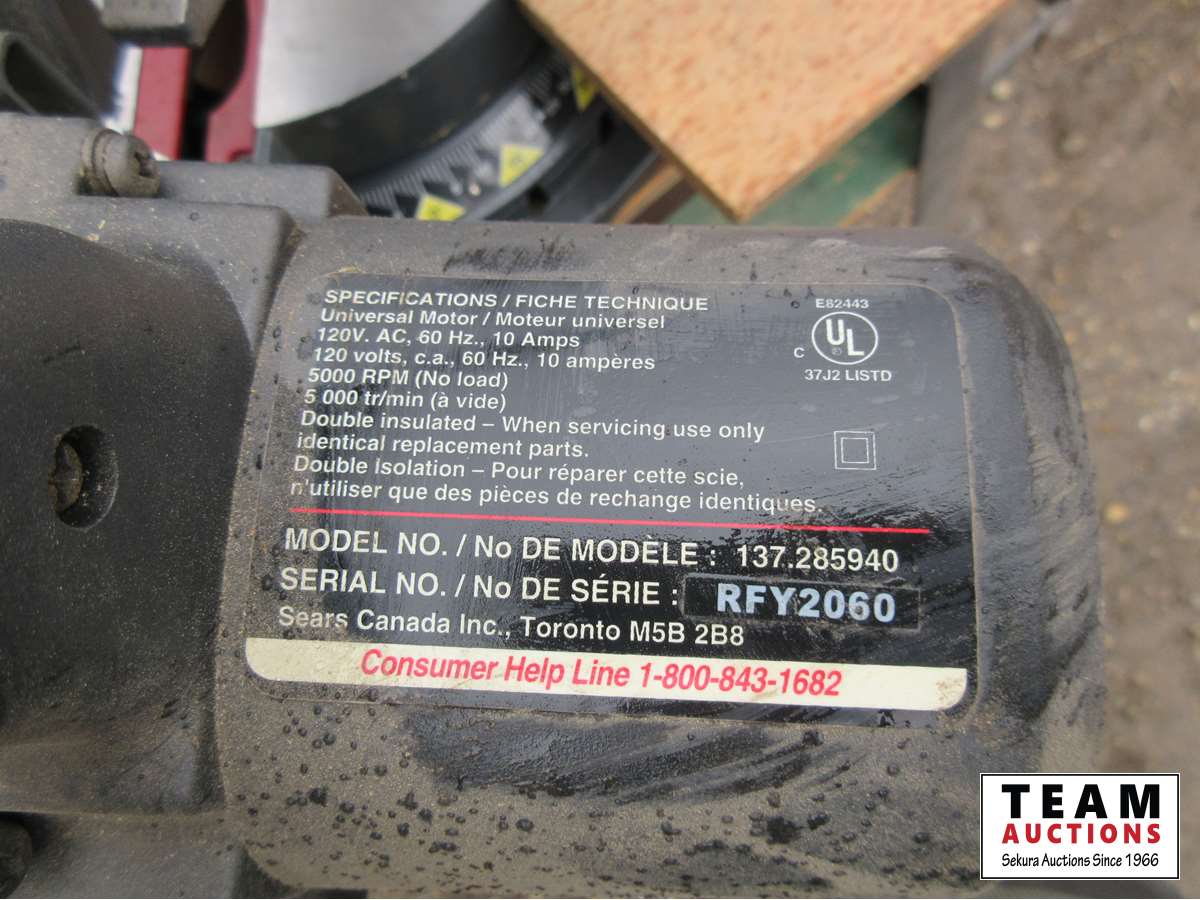 SPECIFICATIONS / FICHE TECHNIQUE
Universal Motor / Moteur universel
120V. AC, 60 Hz., 10 Amps
120 volts, c.a., 60 Hz., 10 ampères
5000 RPM (No load)
5 000 tr/min (à vide)
Double insulated – When servicing use only
identical replacement parts.
Double Isolation – Pour réparer cette scie,
n'utiliser que des pièces de rechange identiques.
E82443
C UL ®
37J2 LISTD
MODEL NO. / No DE MODÈLE : 137.285940
SERIAL NO. / No DE SÉRIE : RFY2060
Sears Canada Inc., Toronto M5B 2B8
Consumer Help Line 1-800-843-1682
TEAM
AUCTIONS
Sekura Auctions Since 1966